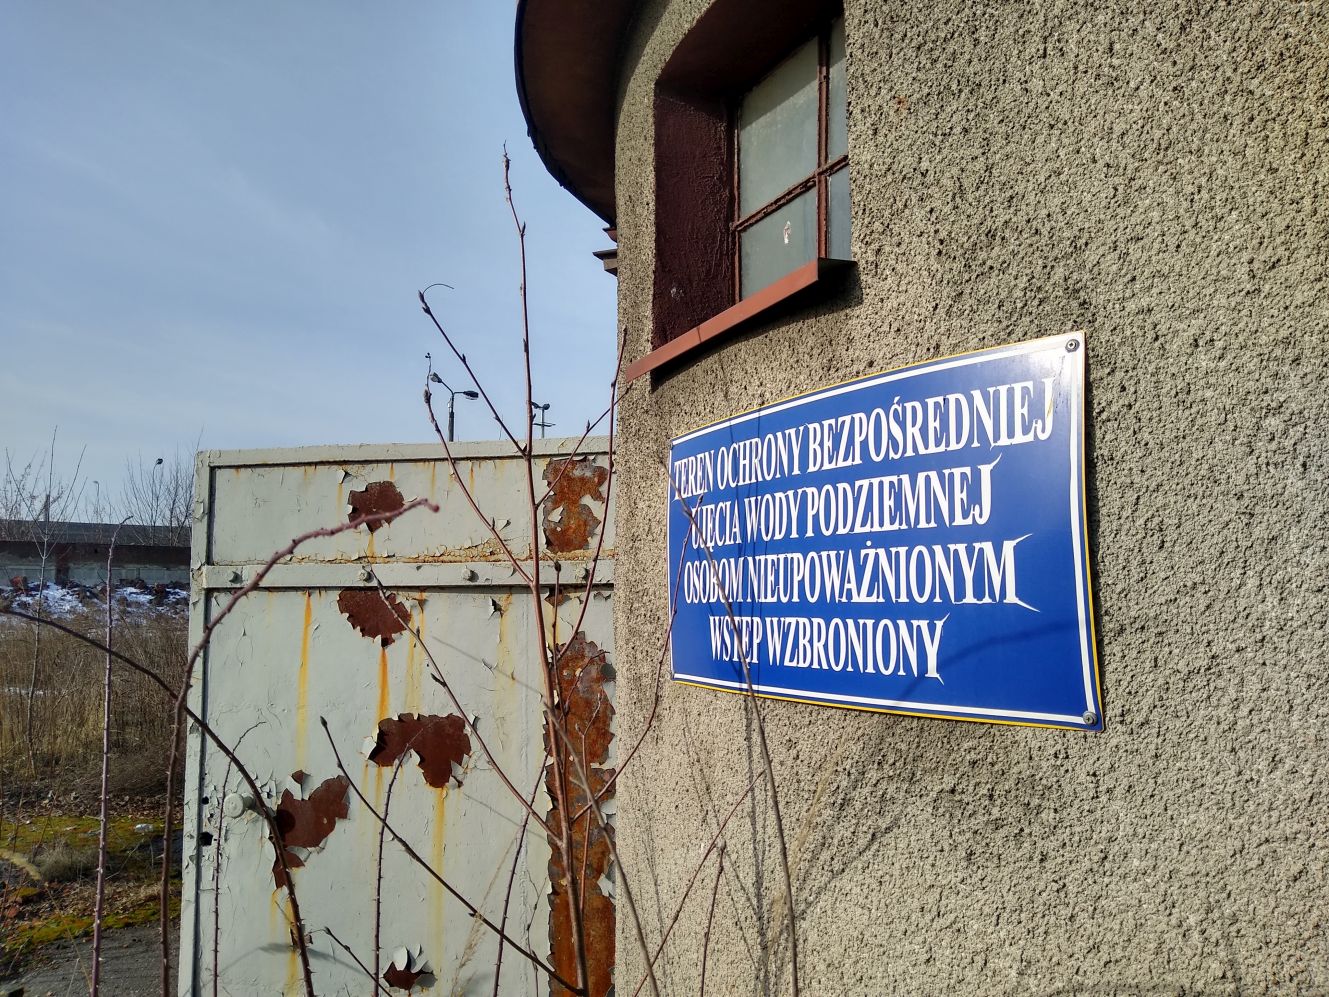 TEREN OCHRONY BEZPOŚREDNIEJ
UJĘCIA WODY PODZIEMNEJ
OSOBOM NIEUPOWAŻNIONYM
WSTĘP WZBRONIONY